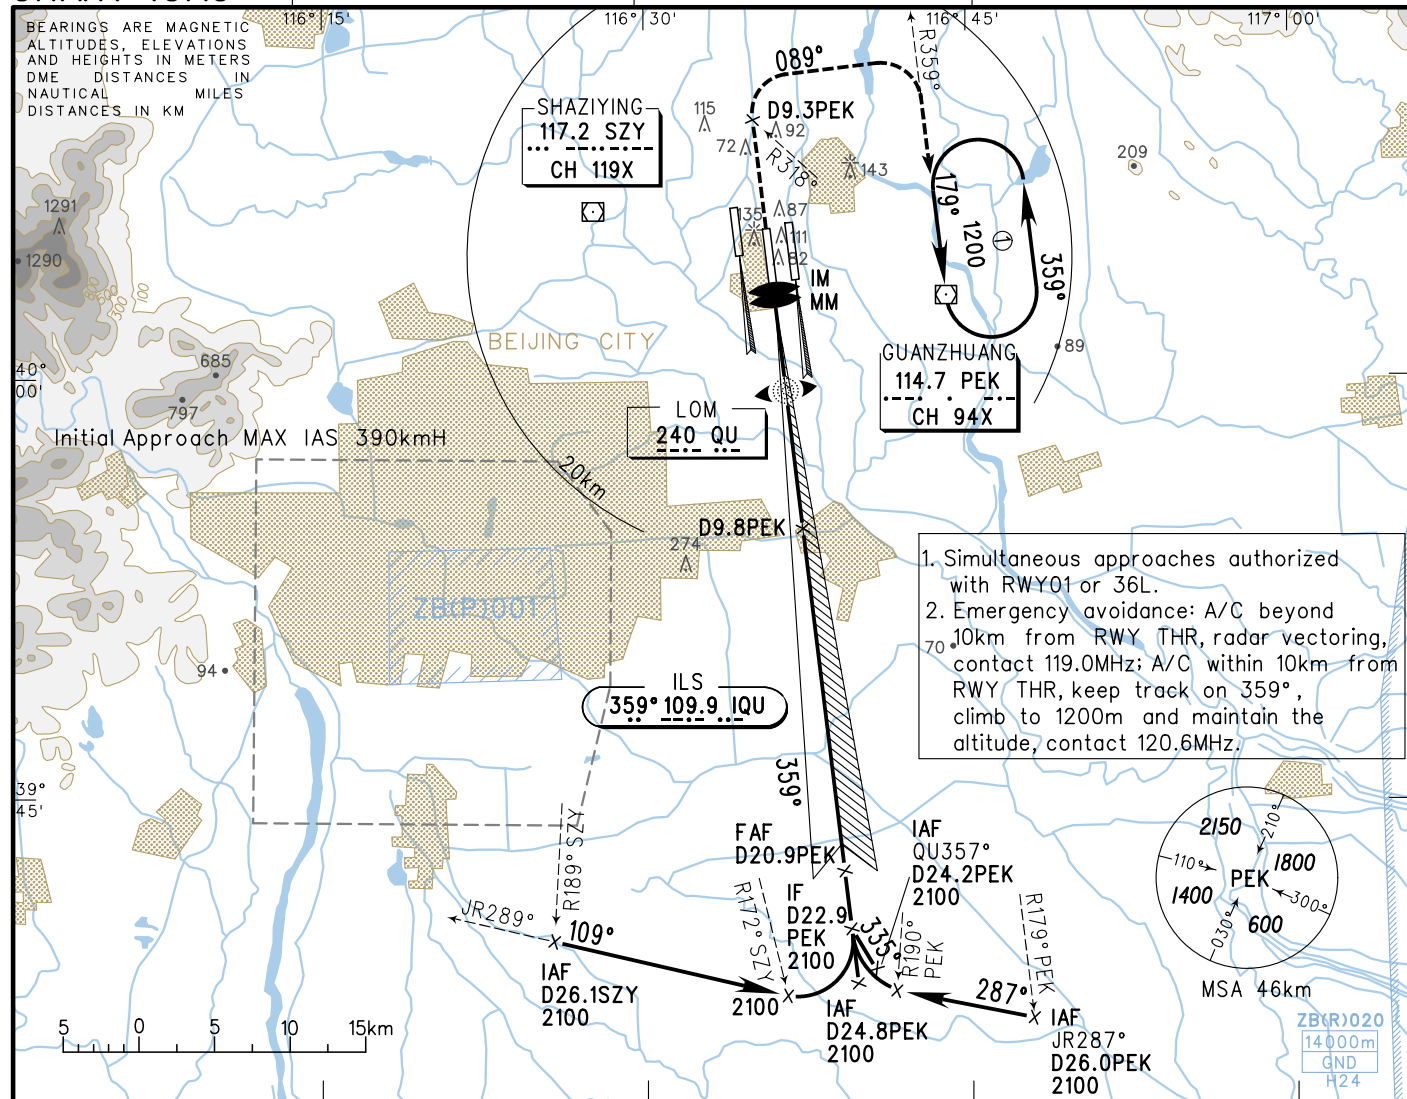 116° 15'
116° 30'
116° 45'
117° 00'
BEARINGS ARE MAGNETIC
ALTITUDES, ELEVATIONS
AND HEIGHTS IN METERS
DME DISTANCES IN
NAUTICAL MILES
DISTANCES IN KM
SHAZIYING
117.2 SZY
CH 119X
089°
R359°
D9.3PEK
115
92
72
R318°
143
209
135
87
111
82
179°
1200
1
359°
IM
MM
1291
1290
100
300
500
800
BEIJING CITY
89
GUANZHUANG
114.7 PEK
CH 94X
40°
00'
685
797
LOM
240 QU
Initial Approach MAX IAS 390kmH
20km
D9.8PEK
274
ZB(P)001
1. Simultaneous approaches authorized
with RWY01 or 36L.
2. Emergency avoidance: A/C beyond
10km from RWY THR, radar vectoring,
contact 119.0MHz; A/C within 10km from
RWY THR, keep track on 359°,
climb to 1200m and maintain the
altitude, contact 120.6MHz.
70
94
ILS
359° 109.9 IQU
359°
39°
45'
R189° SZY
FAF
D20.9PEK
IAF
QU357°
D24.2PEK
2100
R172° SZY
IF
D22.9
PEK
2100
335°
R190°
PEK
R179° PEK
JR289°
109°
IAF
D26.1SZY
2100
2100
IAF
D24.8PEK
2100
287°
IAF
JR287°
D26.0PEK
2100
2150
210°
110°
1800
PEK
1400
300°
030°
600
MSA 46km
ZB(R)020
14000m
GND
H24
5 0 5 10 15km